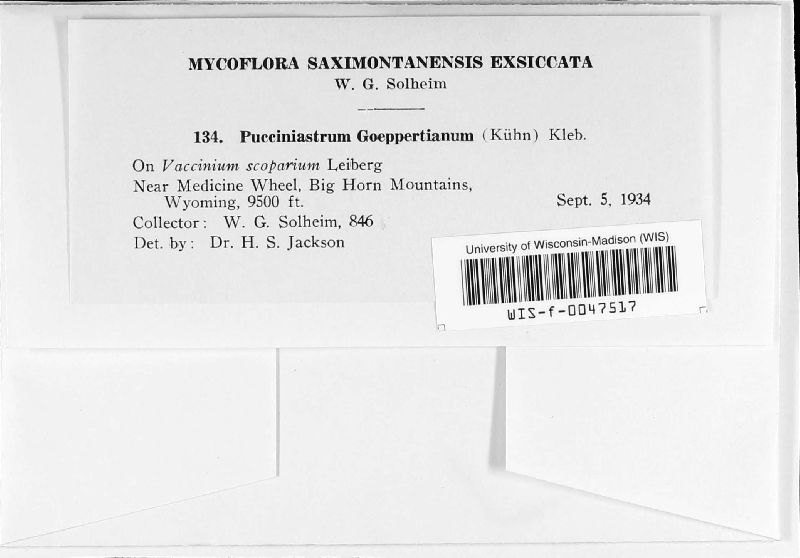 MYCOFLORA SAXIMONTANENSIS EXSICCATA
W. G. Solheim
134. Pucciniastrum Goeppertianum (Kühn) Kleb.
On Vaccinium scoparium Leiberg
Near Medicine Wheel, Big Horn Mountains,
Wyoming, 9500 ft. Sept. 5, 1934
Collector: W. G. Solheim, 846
Det. by: Dr. H. S. Jackson
University of Wisconsin-Madison (WIS)
WIS-f-0047517